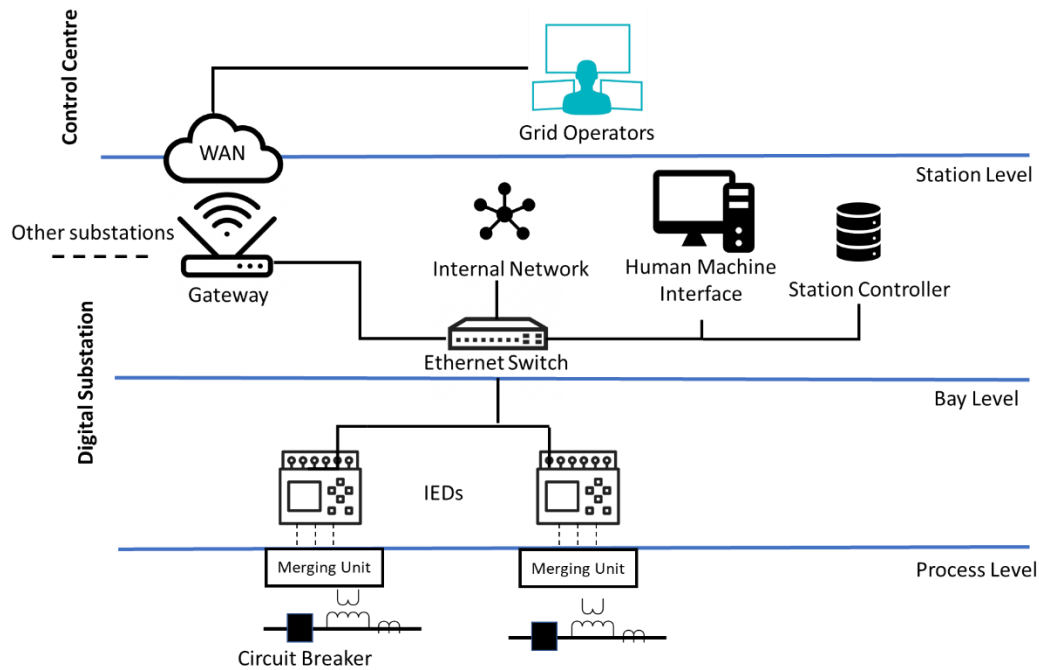 Control Centre
Grid Operators
WAN
Station Level
Other substations
Gateway
Internal Network
Human Machine
Interface
Station Controller
Ethernet Switch
Digital Substation
Bay Level
IEDs
Merging Unit
Merging Unit
Process Level
Circuit Breaker